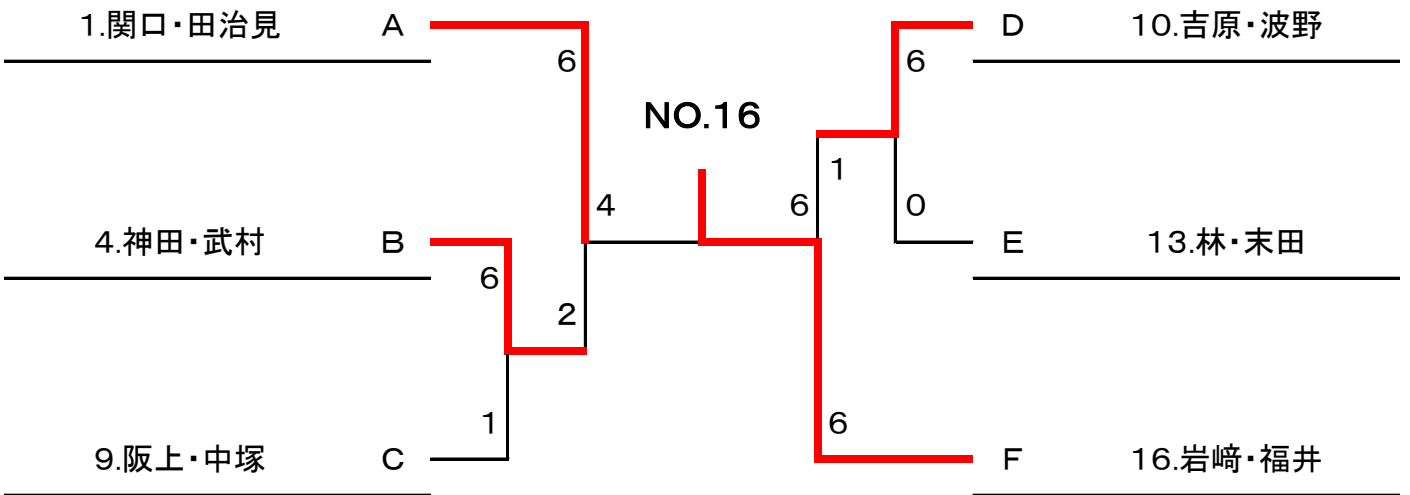 1.関口・田治見 A
6
D 10.吉原・波野
6
NO.16
1
4
6
0
4.神田・武村 B
6
E 13.林・末田
2
1
6
9.阪上・中塚 C
F 16.岩﨑・福井